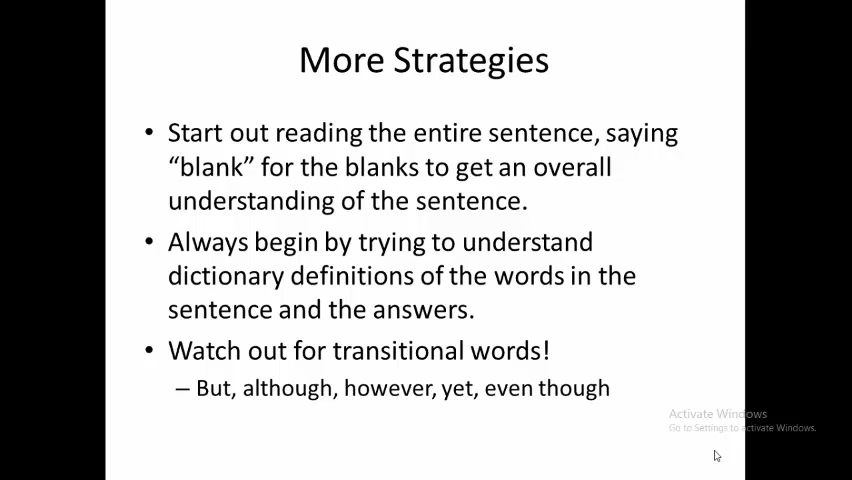 More Strategies
• Start out reading the entire sentence, saying
“blank” for the blanks to get an overall
understanding of the sentence.
• Always begin by trying to understand
dictionary definitions of the words in the
sentence and the answers.
• Watch out for transitional words!
– But, although, however, yet, even though
Activate Windows
Go to Settings to activate Windows.